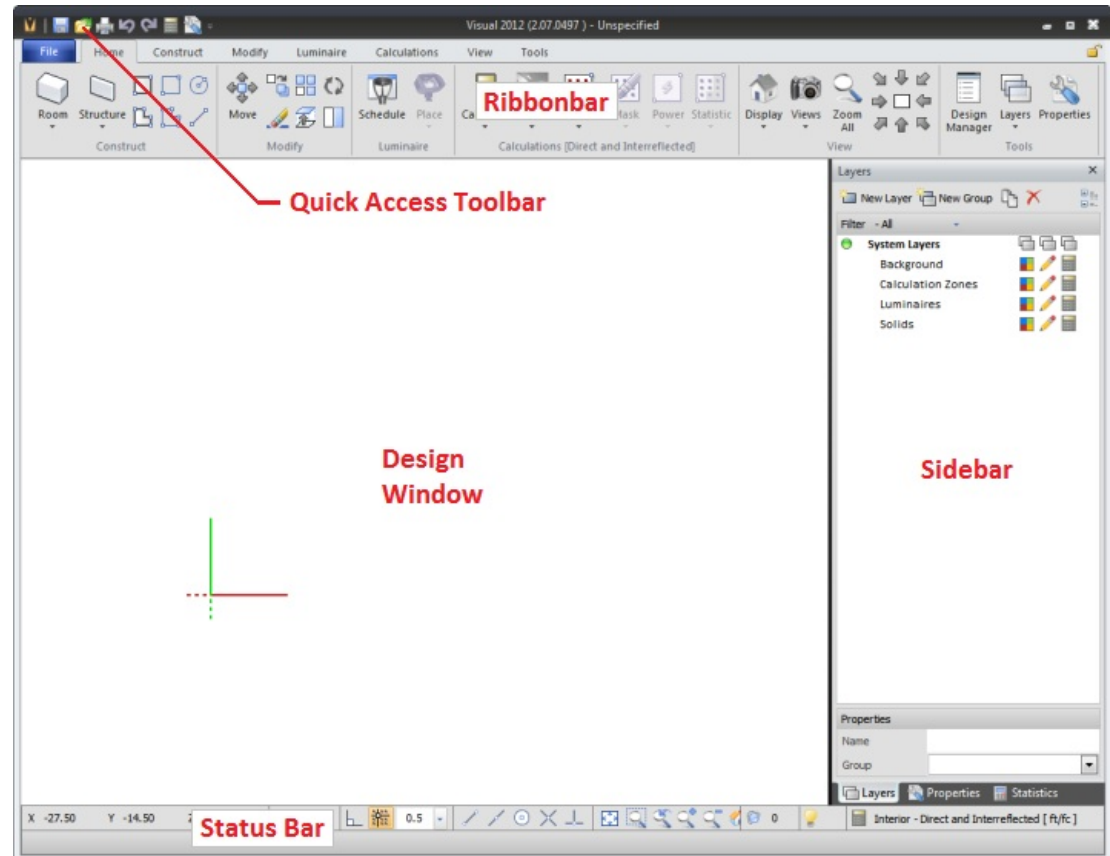 Visual 2012 (2.07.0497 ) - Unspecified
File Home Construct Modify Luminaire Calculations View Tools
Ribbonbar
Room Structure Move Schedule Place Power Statistic Display Views Zoom All Design Manager Layers Properties
Construct Modify Luminaire Calculations [Direct and Interreflected] View Tools
Quick Access Toolbar
Layers
New Layer New Group
Filter - All
System Layers
Background
Calculation Zones
Luminaires
Solids
Design
Window
Sidebar
Properties
Name
Group
Layers Properties Statistics
X -27.50 Y -14.50 0.5 0 Interior - Direct and Interreflected [ ft/fc ]
Status Bar